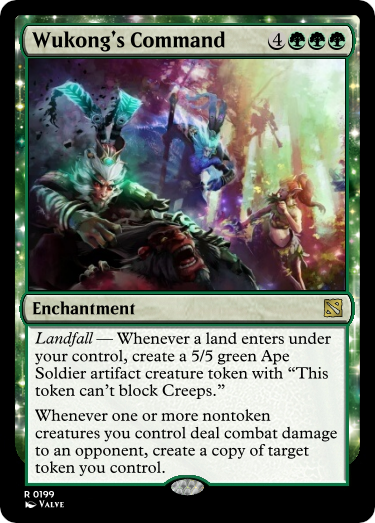 Wukong's Command 4
Enchantment
Landfall — Whenever a land enters under
your control, create a 5/5 green Ape
Soldier artifact creature token with “This
token can't block Creeps.”
Whenever one or more nontoken
creatures you control deal combat damage
to an opponent, create a copy of target
token you control.
R 0199
Valve